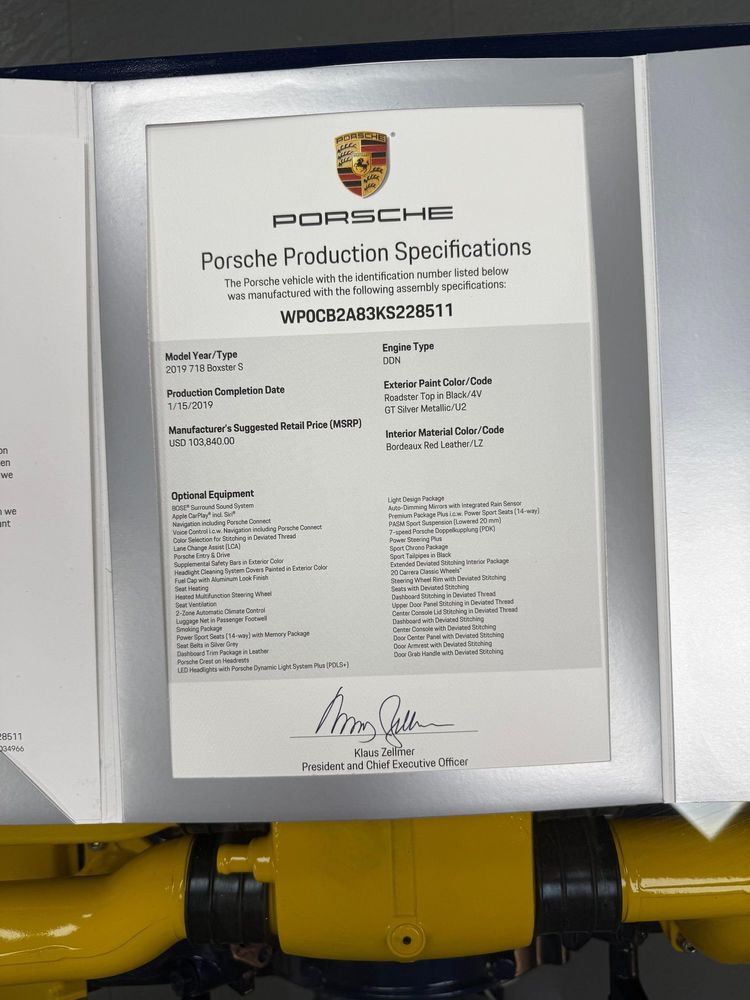 PORSCHE
PORSCHE
Porsche Production Specifications
The Porsche vehicle with the identification number listed below
was manufactured with the following assembly specifications:
WP0CB2A83KS228511
Model Year/Type
2019 718 Boxster S
Production Completion Date
1/15/2019
Manufacturer's Suggested Retail Price (MSRP)
USD 103,840.00
Engine Type
DDN
Exterior Paint Color/Code
Roadster Top in Black/4V
GT Silver Metallic/U2
Interior Material Color/Code
Bordeaux Red Leather/LZ
Optional Equipment
BOSE® Surround Sound System
Apple CarPlay® incl. Siri®
Navigation including Porsche Connect
Voice Control i.c.w. Navigation including Porsche Connect
Color Selection for Stitching in Deviated Thread
Lane Change Assist (LCA)
Porsche Entry & Drive
Supplemental Safety Bars in Exterior Color
Headlight Cleaning System Covers Painted in Exterior Color
Fuel Cap with Aluminum Look Finish
Seat Heating
Heated Multifunction Steering Wheel
Seat Ventilation
2-Zone Automatic Climate Control
Luggage Net in Passenger Footwell
Smoking Package
Power Sport Seats (14-way) with Memory Package
Seat Belts in Silver Grey
Dashboard Trim Package in Leather
Porsche Crest on Headrests
LED Headlights with Porsche Dynamic Light System Plus (PDLS+)
Light Design Package
Auto-Dimming Mirrors with Integrated Rain Sensor
Premium Package Plus i.c.w. Power Sport Seats (14-way)
PASM Sport Suspension (Lowered 20 mm)
7-speed Porsche Doppelkupplung (PDK)
Power Steering Plus
Sport Chrono Package
Sport Tailpipes in Black
Extended Deviated Stitching Interior Package
20 Carrera Classic Wheels"
Steering Wheel Rim with Deviated Stitching
Seats with Deviated Stitching
Dashboard Stitching in Deviated Thread
Upper Door Panel Stitching in Deviated Thread
Center Console Lid Stitching in Deviated Thread
Dashboard with Deviated Stitching
Center Console with Deviated Stitching
Door Center Panel with Deviated Stitching
Door Armrest with Deviated Stitching
Door Grab Handle with Deviated Stitching
Klaus Zellmer
President and Chief Executive Officer
on
en
we
we
ant
28511
034966